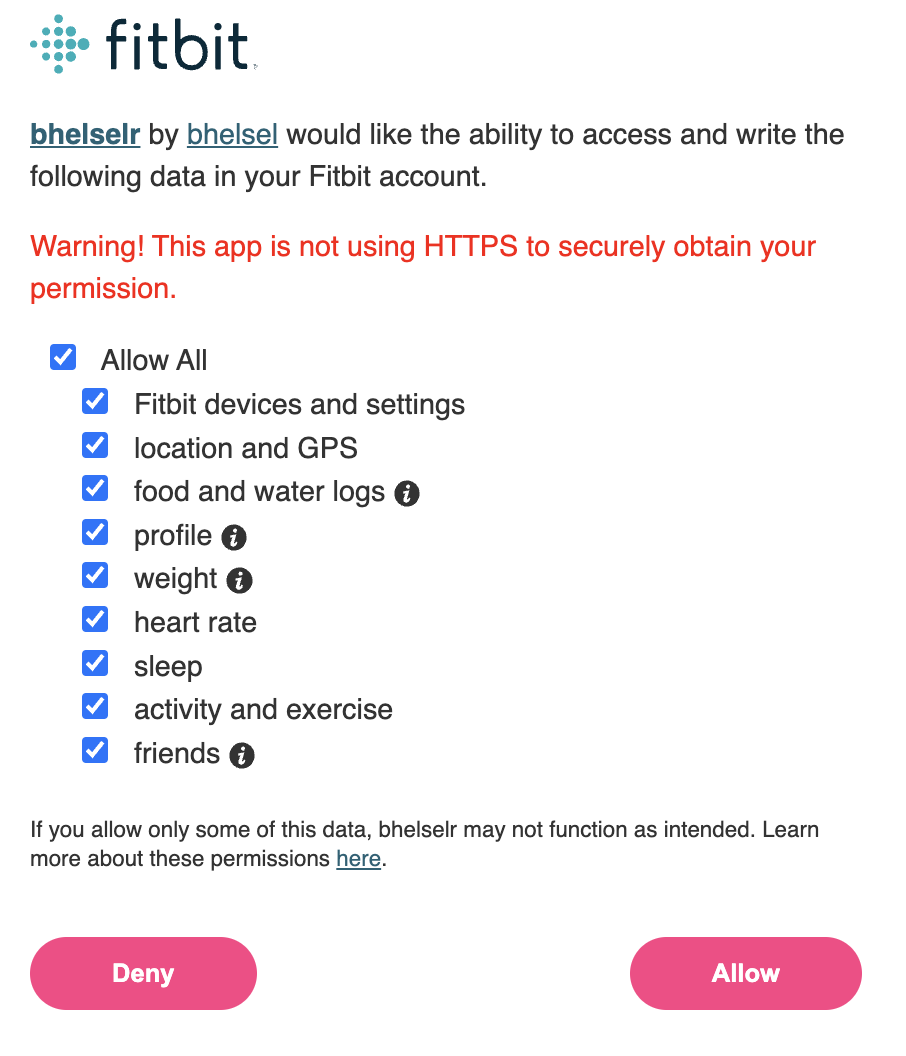 fitbit
bhelselr by bhelsel would like the ability to access and write the
following data in your Fitbit account.
Warning! This app is not using HTTPS to securely obtain your
permission.
Allow All
Fitbit devices and settings
location and GPS
food and water logs
profile
weight
heart rate
sleep
activity and exercise
friends
If you allow only some of this data, bhelselr may not function as intended. Learn
more about these permissions here.
Deny
Allow